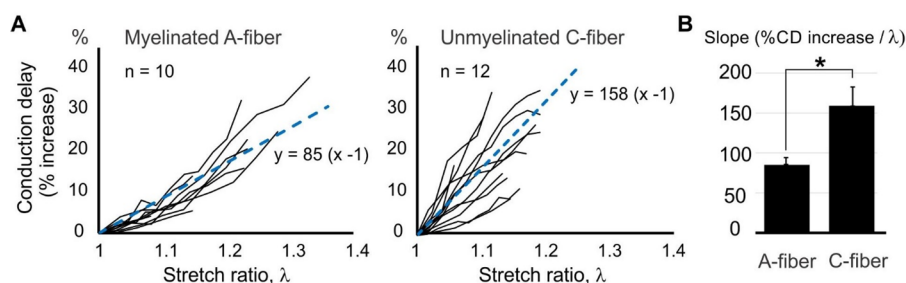 A
Myelinated A-fiber
n = 10
Conduction delay
(% increase)
%
40
30
20
10
0
y = 85 (x -1)
1 1.1 1.2 1.3 1.4
Stretch ratio, λ
Unmyelinated C-fiber
n = 12
%
40
30
20
10
0
y = 158 (x -1)
1 1.1 1.2 1.3 1.4
Stretch ratio, λ
B
Slope (%CD increase / λ)
*
200
150
100
50
0
A-fiber C-fiber